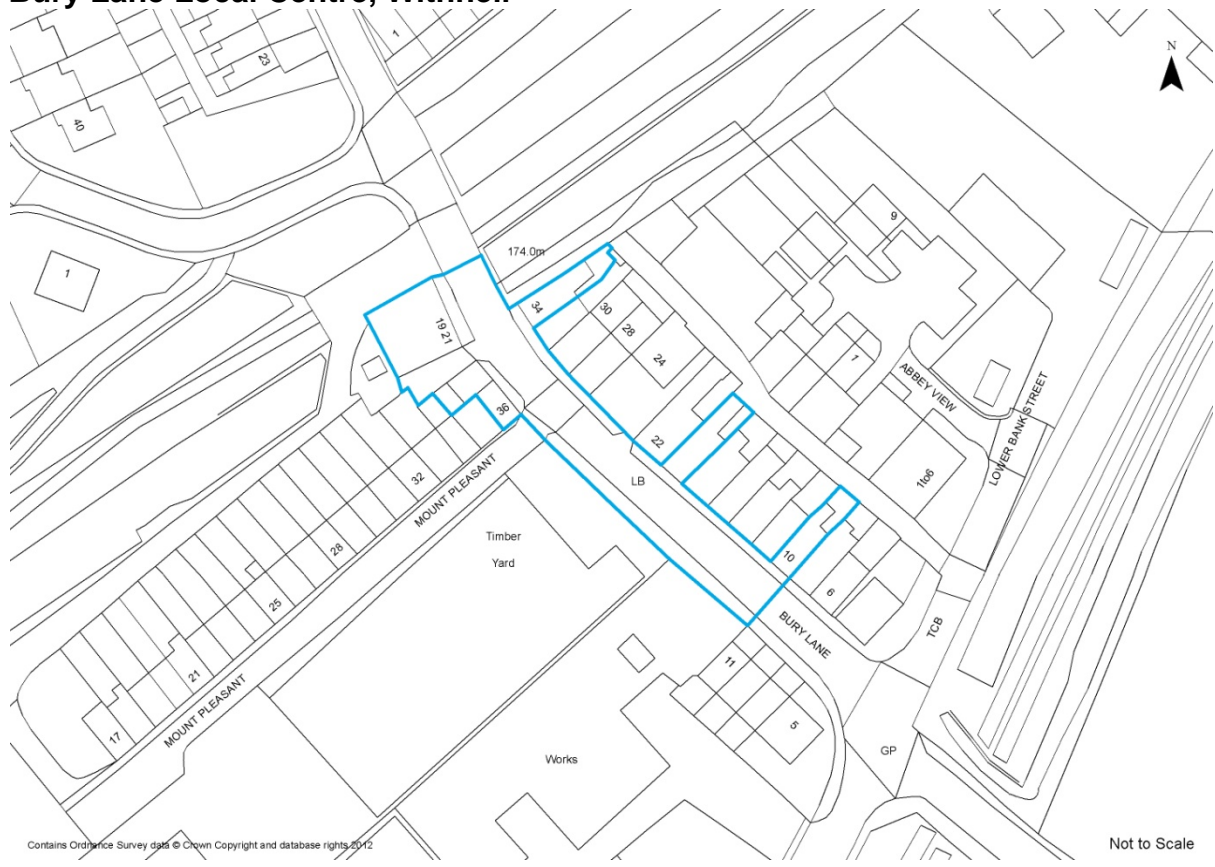 Bury Lane Local Centre, Withnell
1
23
40
N
9
174.0m
1
34
30
19 21
28
24
1
ABBEY VIEW
36
LOWER BANK STREET
22
32
MOUNT PLEASANT
LB
1to6
Timber
Yard
28
10
25
6
BURY LANE
TCB
21
11
MOUNT PLEASANT
5
17
GP
Works
Contains Ordnance Survey data © Crown Copyright and database rights 2012
Not to Scale